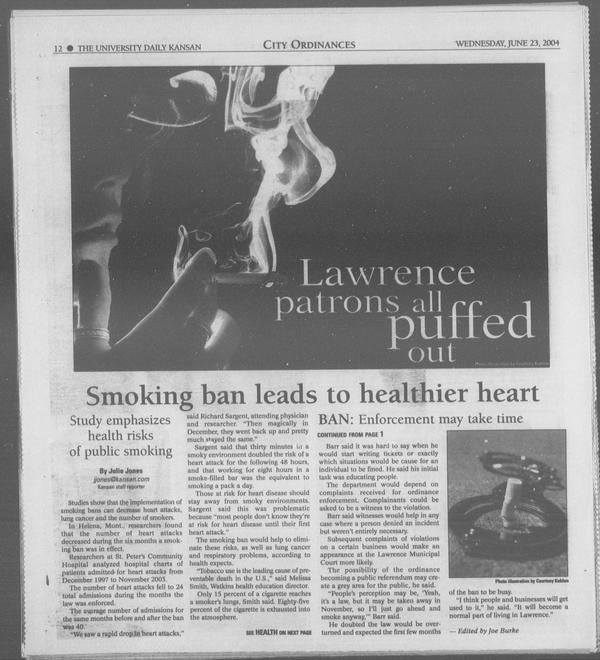 12 ● THE UNIVERSITY DAILY KANSAN
CITY ORDINANCES
WEDNESDAY, JUNE 23, 2004
Lawrence
patrons all
puffed
out
Photo illustration by Courtney Kuhlen
Smoking ban leads to healthier heart
Study emphasizes
health risks
of public smoking
By Julie Jones
jjones@kansan.com
Kansan staff reporter
Studies show that the implementation of
smoking bans can decrease heart attacks,
lung cancer and the number of smokers.
In Helena, Mont., researchers found
that the number of heart attacks
decreased during the six months a smok-
ing ban was in effect.
Researchers at St. Peter's Community
Hospital analyzed hospital charts of
patients admitted for heart attacks from
December 1997 to November 2003.
The number of heart attacks fell to 24
total admissions during the months the
law was enforced.
The average number of admissions for
the same months before and after the ban
was 40.
"We saw a rapid drop in heart attacks,"
said Richard Sargent, attending physician
and researcher. "Then magically in
December, they went back up and pretty
much stayed the same."
Sargent said that thirty minutes in a
smoky environment doubled the risk of a
heart attack for the following 48 hours,
and that working for eight hours in a
smoke-filled bar was the equivalent to
smoking a pack a day.
Those at risk for heart disease should
stay away from smoky environments.
Sargent said this was problematic
because "most people don't know they're
at risk for heart disease until their first
heart attack."
The smoking ban would help to elimi-
nate these risks, as well as lung cancer
and respiratory problems, according to
health experts.
"Tobacco use is the leading cause of pre-
ventable death in the U.S.," said Melissa
Smith, Watkins health education director.
Only 15 percent of a cigarette reaches
a smoker's lungs, Smith said. Eighty-five
percent of the cigarette is exhausted into
the atmosphere.
SEE HEALTH ON NEXT PAGE
BAN: Enforcement may take time
CONTINUED FROM PAGE 1
Barr said it was hard to say when he
would start writing tickets or exactly
which situations would be cause for an
individual to be fined. He said his initial
task was educating people.
The department would depend on
complaints received for ordinance
enforcement. Complainants could be
asked to be a witness to the violation.
Barr said witnesses would help in any
case where a person denied an incident
but weren't entirely necessary.
Subsequent complaints of violations
on a certain business would make an
appearance at the Lawrence Municipal
Court more likely.
The possibility of the ordinance
becoming a public referendum may cre-
ate a grey area for the public, he said.
"People's perception may be, 'Yeah,
it's a law, but it may be taken away in
November, so I'll just go ahead and
smoke anyway,'" Barr said.
He doubted the law would be over-
turned and expected the first few months
Photo illustration by Courtney Kuhlen
of the ban to be busy.
"I think people and businesses will get
used to it," he said. "It will become a
normal part of living in Lawrence."
— Edited by Joe Burke